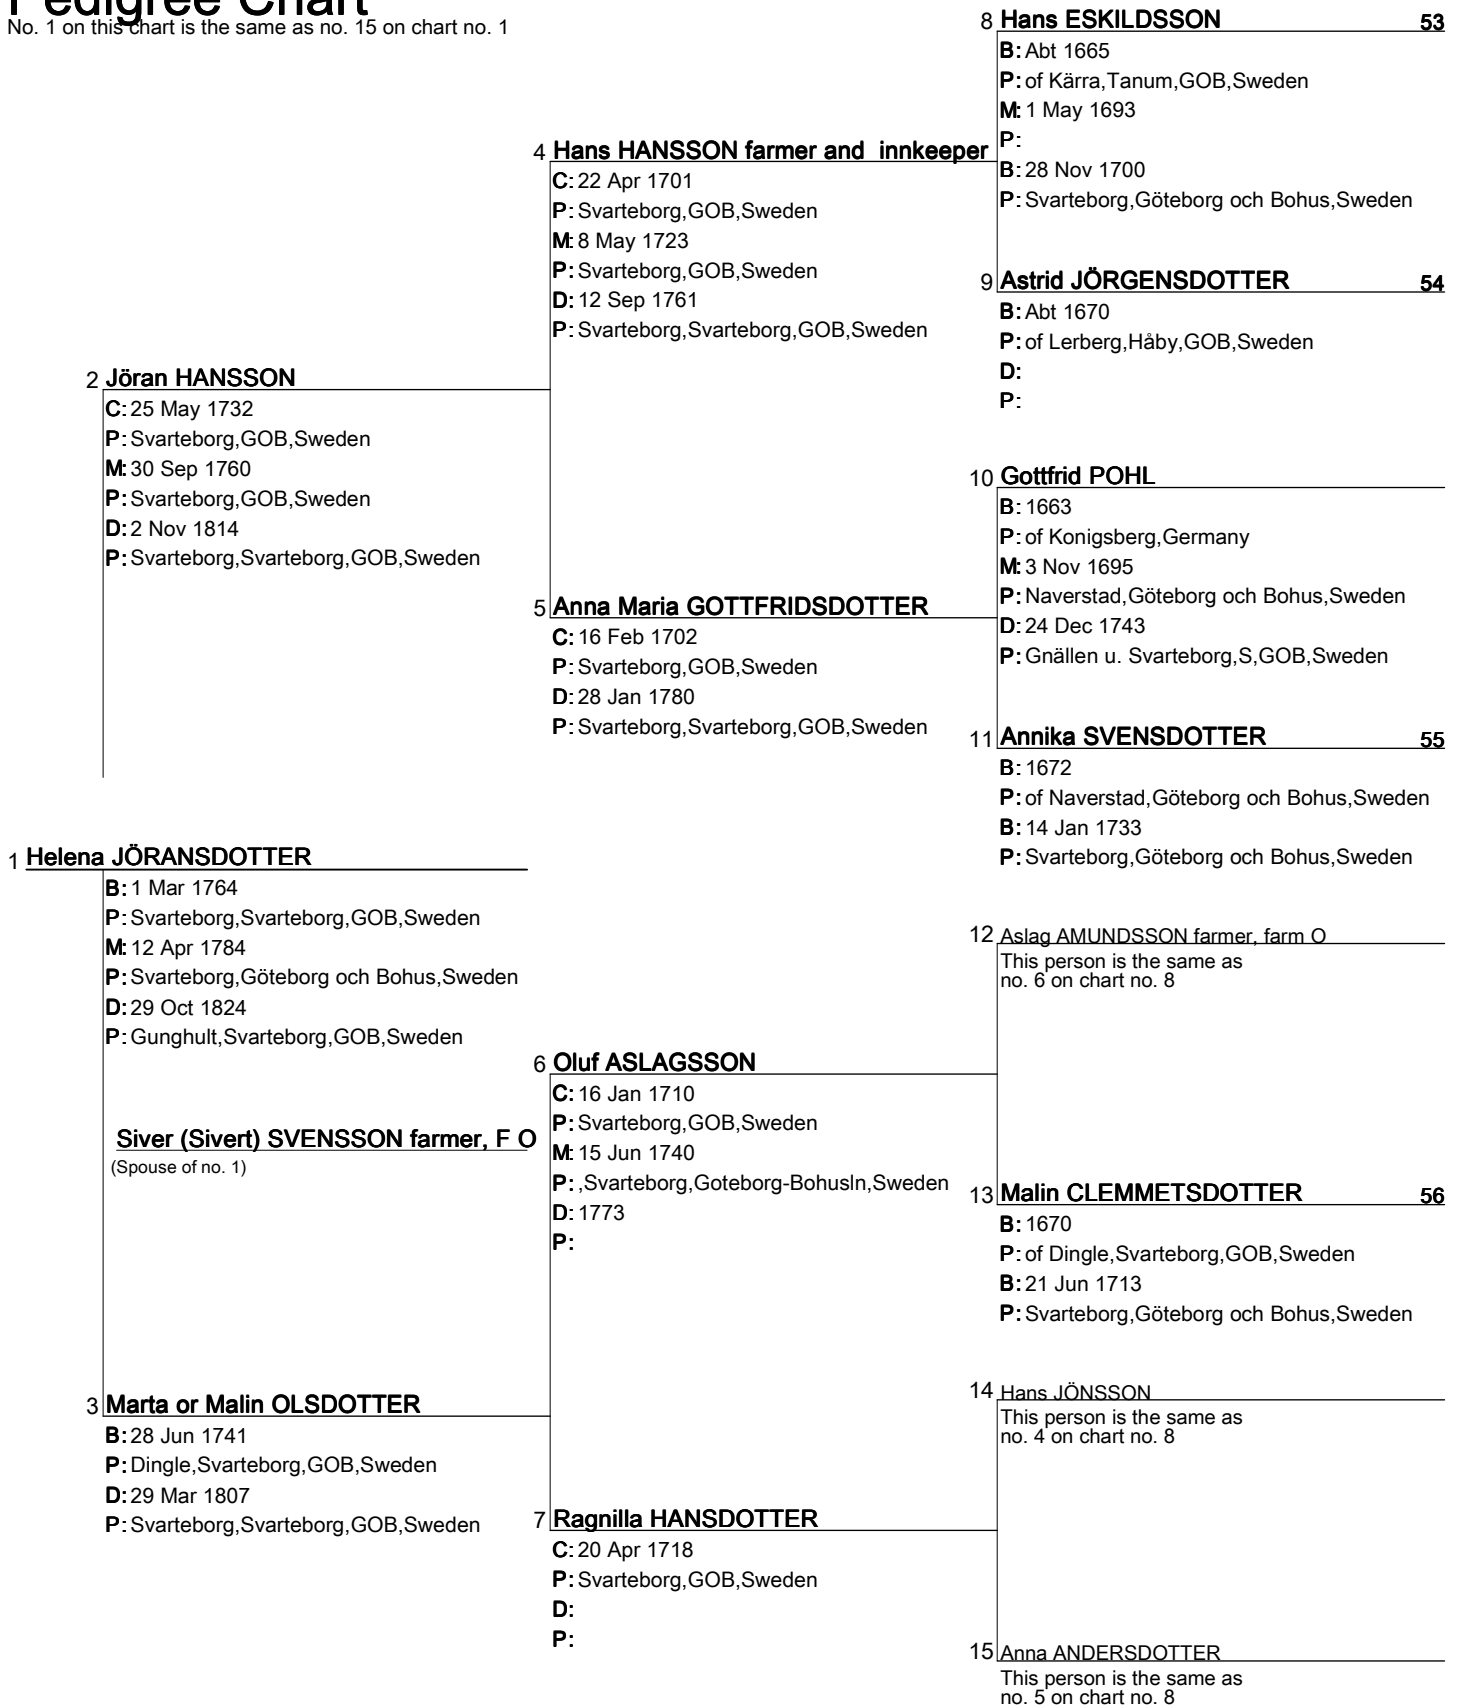 Pedigree Chart
No. 1 on this chart is the same as no. 15 on chart no. 1
8 Hans ESKILDSSON 53
B: Abt 1665
P: of Kärra,Tanum,GOB,Sweden
M: 1 May 1693
P:
B: 28 Nov 1700
P: Svarteborg,Göteborg och Bohus,Sweden
4 Hans HANSSON farmer and innkeeper
C: 22 Apr 1701
P: Svarteborg,GOB,Sweden
M: 8 May 1723
P: Svarteborg,GOB,Sweden
D: 12 Sep 1761
P: Svarteborg,Svarteborg,GOB,Sweden
9 Astrid JÖRGENSDOTTER 54
B: Abt 1670
P: of Lerberg,Håby,GOB,Sweden
D:
P:
2 Jöran HANSSON
C: 25 May 1732
P: Svarteborg,GOB,Sweden
M: 30 Sep 1760
P: Svarteborg,GOB,Sweden
D: 2 Nov 1814
P: Svarteborg,Svarteborg,GOB,Sweden
10 Gottfrid POHL
B: 1663
P: of Konigsberg,Germany
M: 3 Nov 1695
P: Naverstad,Göteborg och Bohus,Sweden
D: 24 Dec 1743
P: Gnällen u. Svarteborg,S,GOB,Sweden
5 Anna Maria GOTTFRIDSDOTTER
C: 16 Feb 1702
P: Svarteborg,GOB,Sweden
D: 28 Jan 1780
P: Svarteborg,Svarteborg,GOB,Sweden
11 Annika SVENSDOTTER 55
B: 1672
P: of Naverstad,Göteborg och Bohus,Sweden
B: 14 Jan 1733
P: Svarteborg,Göteborg och Bohus,Sweden
1 Helena JÖRANSDOTTER
B: 1 Mar 1764
P: Svarteborg,Svarteborg,GOB,Sweden
M: 12 Apr 1784
P: Svarteborg,Göteborg och Bohus,Sweden
D: 29 Oct 1824
P: Gunghult,Svarteborg,GOB,Sweden
12 Aslag AMUNDSSON farmer, farm O
This person is the same as
no. 6 on chart no. 8
6 Oluf ASLAGSSON
C: 16 Jan 1710
P: Svarteborg,GOB,Sweden
M: 15 Jun 1740
P: ,Svarteborg,Goteborg-Bohusln,Sweden
D: 1773
P:
Siver (Sivert) SVENSSON farmer, F O
(Spouse of no. 1)
13 Malin CLEMMETSDOTTER 56
B: 1670
P: of Dingle,Svarteborg,GOB,Sweden
B: 21 Jun 1713
P: Svarteborg,Göteborg och Bohus,Sweden
3 Marta or Malin OLSDOTTER
B: 28 Jun 1741
P: Dingle,Svarteborg,GOB,Sweden
D: 29 Mar 1807
P: Svarteborg,Svarteborg,GOB,Sweden
14 Hans JÖNSSON
This person is the same as
no. 4 on chart no. 8
7 Ragnilla HANSDOTTER
C: 20 Apr 1718
P: Svarteborg,GOB,Sweden
D:
P:
15 Anna ANDERSDOTTER
This person is the same as
no. 5 on chart no. 8